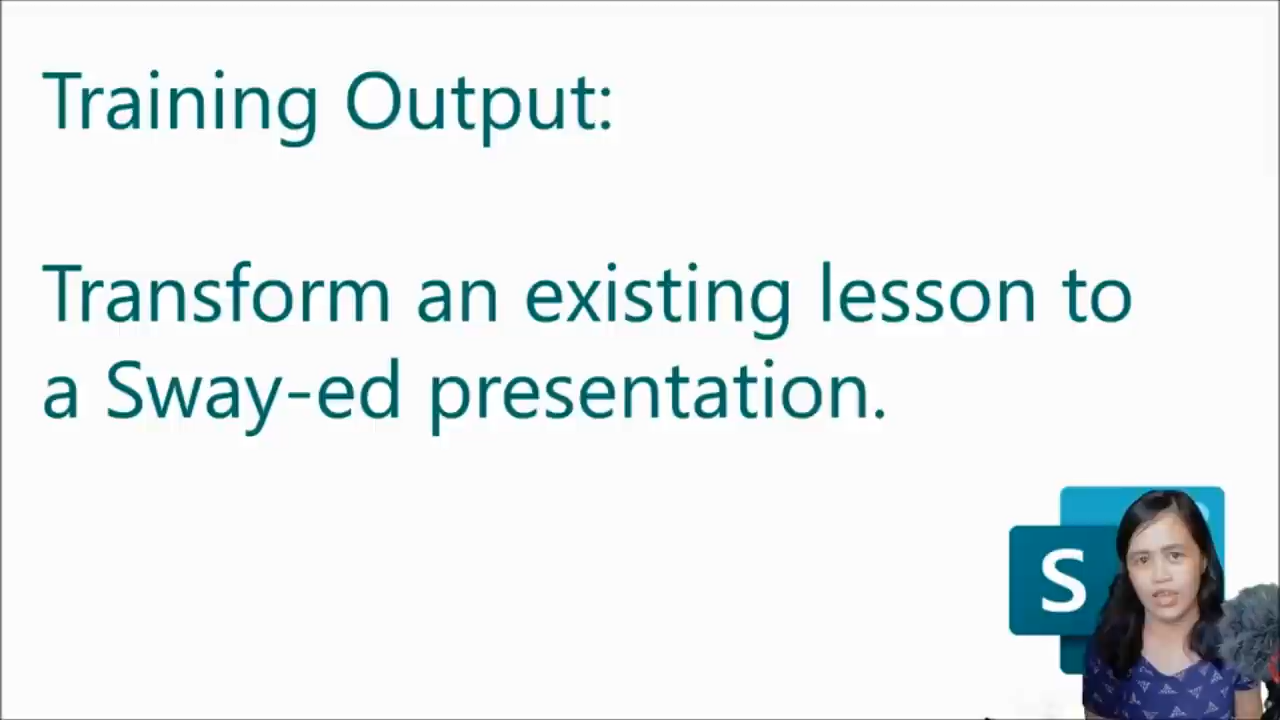 Training Output:
Transform an existing lesson to
a Sway-ed presentation.
S